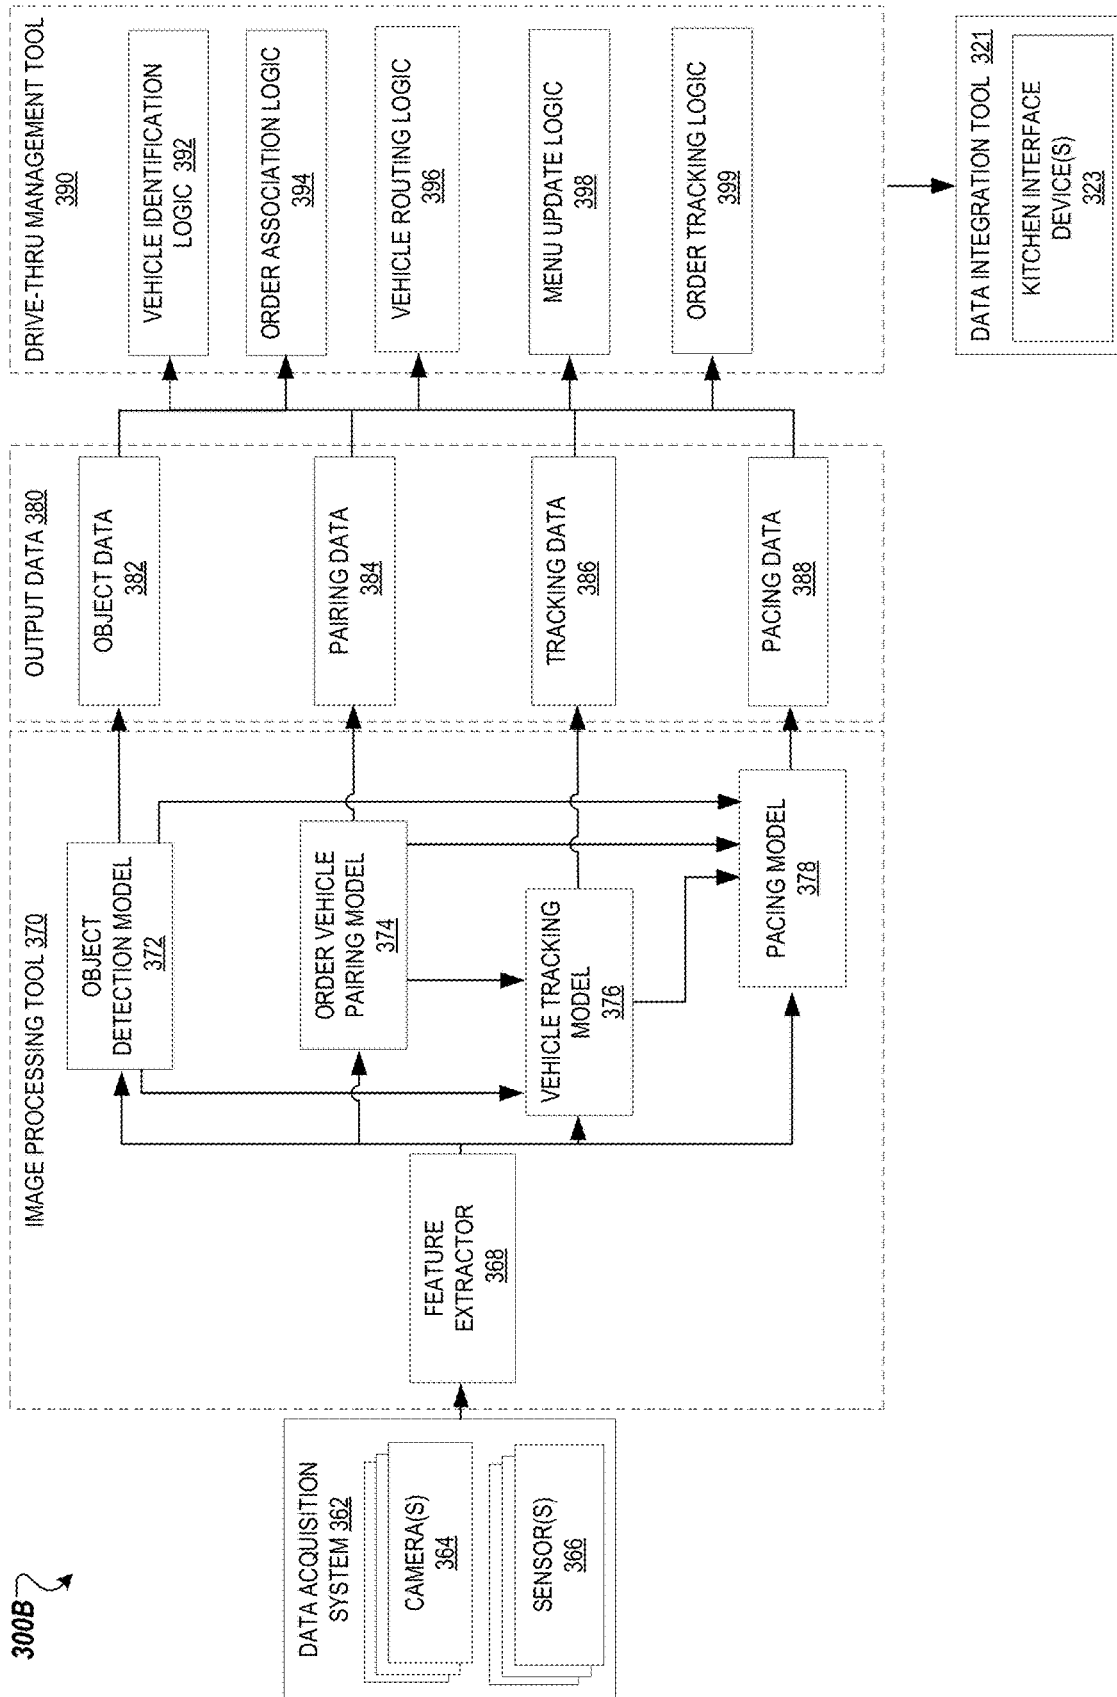 300B
DATA ACQUISITION
SYSTEM 362
CAMERA(S)
364
SENSOR(S)
366
IMAGE PROCESSING TOOL 370
FEATURE
EXTRACTOR
368
OBJECT
DETECTION MODEL
372
ORDER VEHICLE
PAIRING MODEL
374
VEHICLE TRACKING
MODEL
376
PACING MODEL
378
OUTPUT DATA 380
OBJECT DATA
382
PAIRING DATA
384
TRACKING DATA
386
PACING DATA
388
DRIVE-THRU MANAGEMENT TOOL
390
VEHICLE IDENTIFICATION
LOGIC 392
ORDER ASSOCIATION LOGIC
394
VEHICLE ROUTING LOGIC
396
MENU UPDATE LOGIC
398
ORDER TRACKING LOGIC
399
DATA INTEGRATION TOOL 321
KITCHEN INTERFACE
DEVICE(S)
323